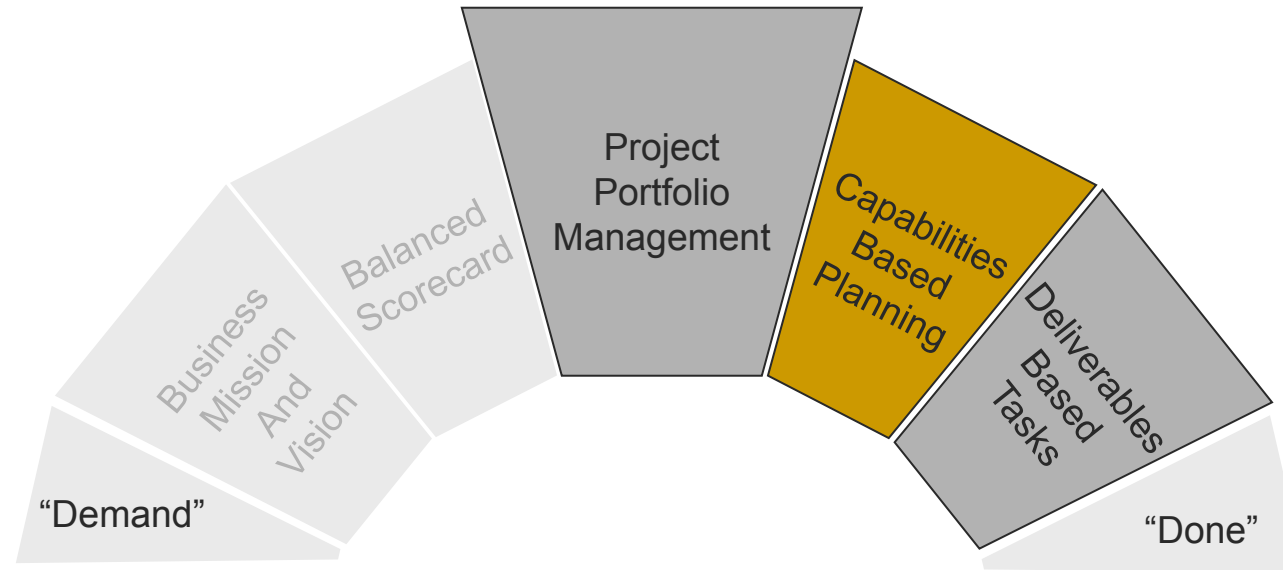 “Demand”
Business
Mission
And
Vision
Balanced
Scorecard
Project
Portfolio
Management
Capabilities
Based
Planning
Deliverables
Based
Tasks
“Done”